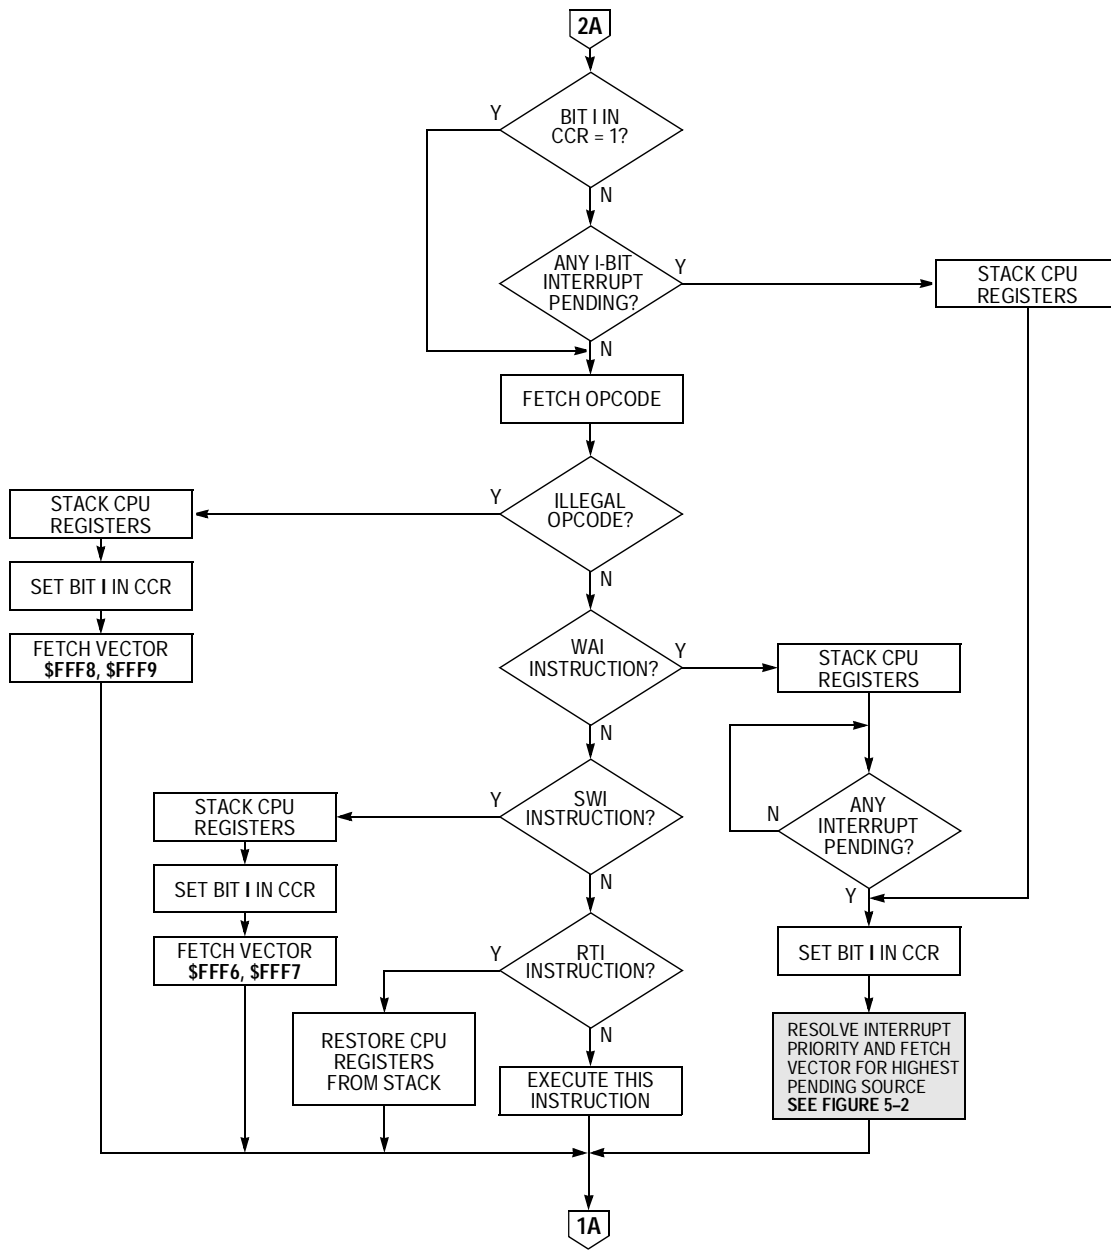 2A
Y
BIT I IN
CCR = 1?
N
ANY I-BIT
INTERRUPT
PENDING?
Y
STACK CPU
REGISTERS
N
FETCH OPCODE
STACK CPU
REGISTERS
Y
ILLEGAL
OPCODE?
N
SET BIT I IN CCR
FETCH VECTOR
$FFF8, $FFF9
WAI
INSTRUCTION?
Y
STACK CPU
REGISTERS
N
STACK CPU
REGISTERS
Y
SWI
INSTRUCTION?
N
N
ANY
INTERRUPT
PENDING?
Y
SET BIT I IN CCR
FETCH VECTOR
$FFF6, $FFF7
Y
RTI
INSTRUCTION?
N
SET BIT I IN CCR
RESTORE CPU
REGISTERS
FROM STACK
EXECUTE THIS
INSTRUCTION
RESOLVE INTERRUPT
PRIORITY AND FETCH
VECTOR FOR HIGHEST
PENDING SOURCE
SEE FIGURE 5–2
1A